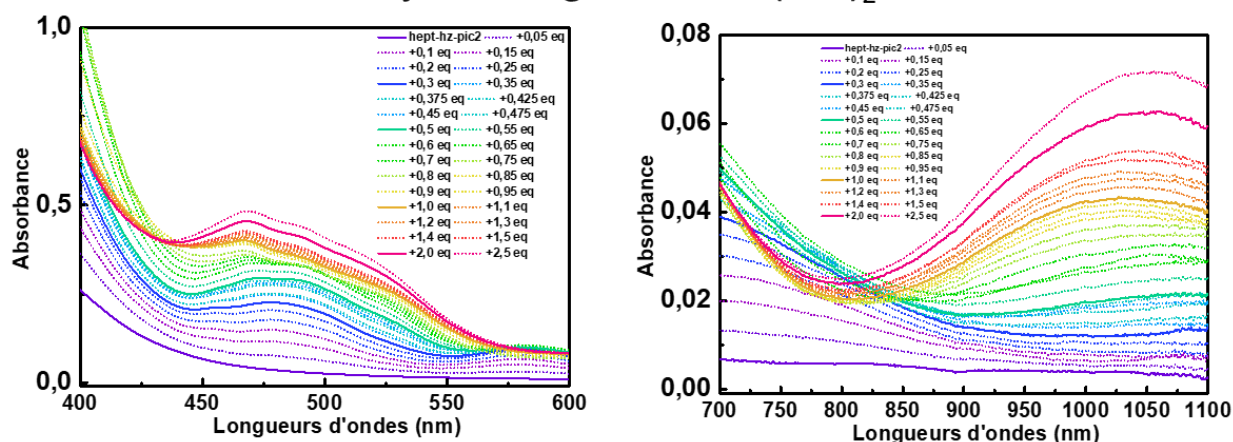 1,0
0,5
0,0
Absorbance
hept-hz-pic2 +0,05 eq
+0,1 eq +0,15 eq
+0,2 eq +0,25 eq
+0,3 eq +0,35 eq
+0,375 eq +0,425 eq
+0,45 eq +0,475 eq
+0,5 eq +0,55 eq
+0,6 eq +0,65 eq
+0,7 eq +0,75 eq
+0,8 eq +0,85 eq
+0,9 eq +0,95 eq
+1,0 eq +1,1 eq
+1,2 eq +1,3 eq
+1,4 eq +1,5 eq
+2,0 eq +2,5 eq
400 450 500 550 600
Longueurs d'ondes (nm)
0,08
0,06
0,04
0,02
0,00
Absorbance
hept-hz-pic2 +0,05 eq
+0,1 eq +0,15 eq
+0,2 eq +0,25 eq
+0,3 eq +0,35 eq
+0,375 eq +0,425 eq
+0,45 eq +0,475 eq
+0,5 eq +0,55 eq
+0,6 eq +0,65 eq
+0,7 eq +0,75 eq
+0,8 eq +0,85 eq
+0,9 eq +0,95 eq
+1,0 eq +1,1 eq
+1,2 eq +1,3 eq
+1,4 eq +1,5 eq
+2,0 eq +2,5 eq
700 750 800 850 900 950 1000 1050 1100
Longueurs d'ondes (nm)